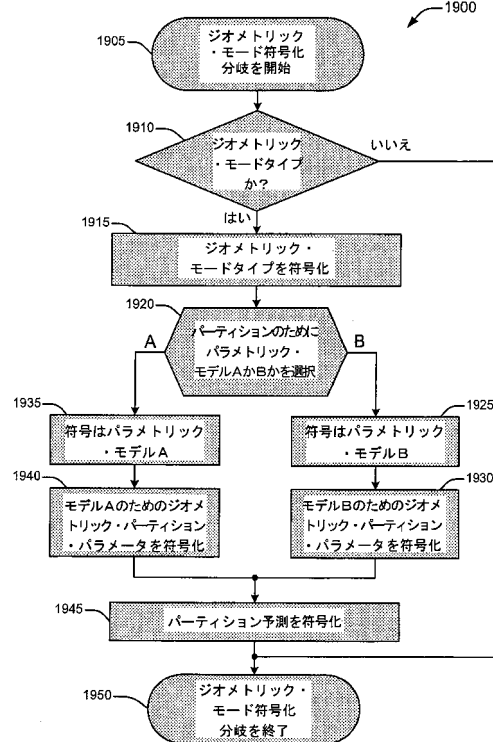 1900
1905
ジオメトリック
・モード符号化
分岐を開始
1910
ジオメトリック
・モードタイプ
か？
いいえ
はい
1915
ジオメトリック・
モードタイプを符号化
1920
パーティションのために
パラメトリック・
モデルAかBかを選択
A
B
1935
符号はパラメトリック
・モデルA
1925
符号はパラメトリック
・モデルB
1940
モデルAのためのジオメ
トリック・パーティション
・パラメータを符号化
1930
モデルBのためのジオメ
トリック・パーティション
・パラメータを符号化
1945
パーティション予測を符号化
1950
ジオメトリック・
モード符号化
分岐を終了